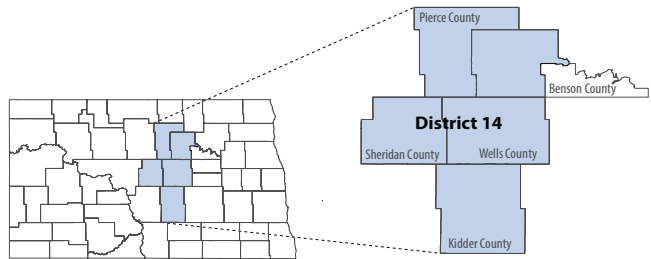 Pierce County
Benson County
District 14
Sheridan County
Wells County
Kidder County